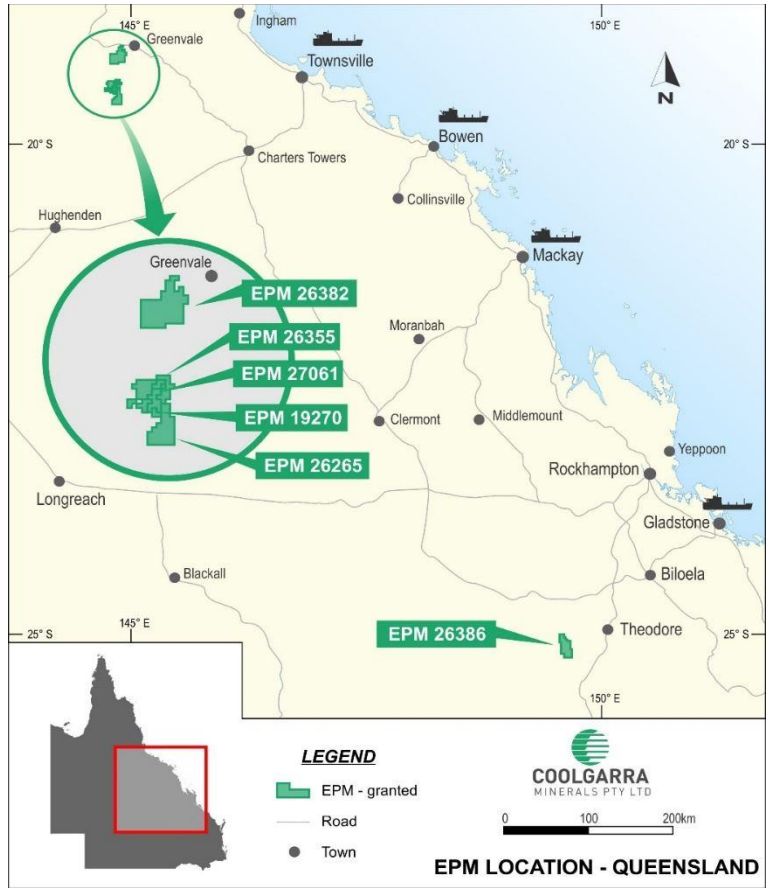 145° E
150° E
Ingham
Greenvale
Townsville
N
Bowen
20° S
20° S
Charters Towers
Collinsville
Hughenden
Mackay
Greenvale
EPM 26382
EPM 26355
Moranbah
EPM 27061
EPM 19270
Clermont
Middlemount
EPM 26265
Yeppoon
Rockhampton
Longreach
Gladstone
Blackall
Biloela
EPM 26386
Theodore
145° E
25° S
25° S
150° E
LEGEND
EPM - granted
Road
Town
COOLGARRA
MINERALS PTY LTD
0 100 200km
EPM LOCATION - QUEENSLAND